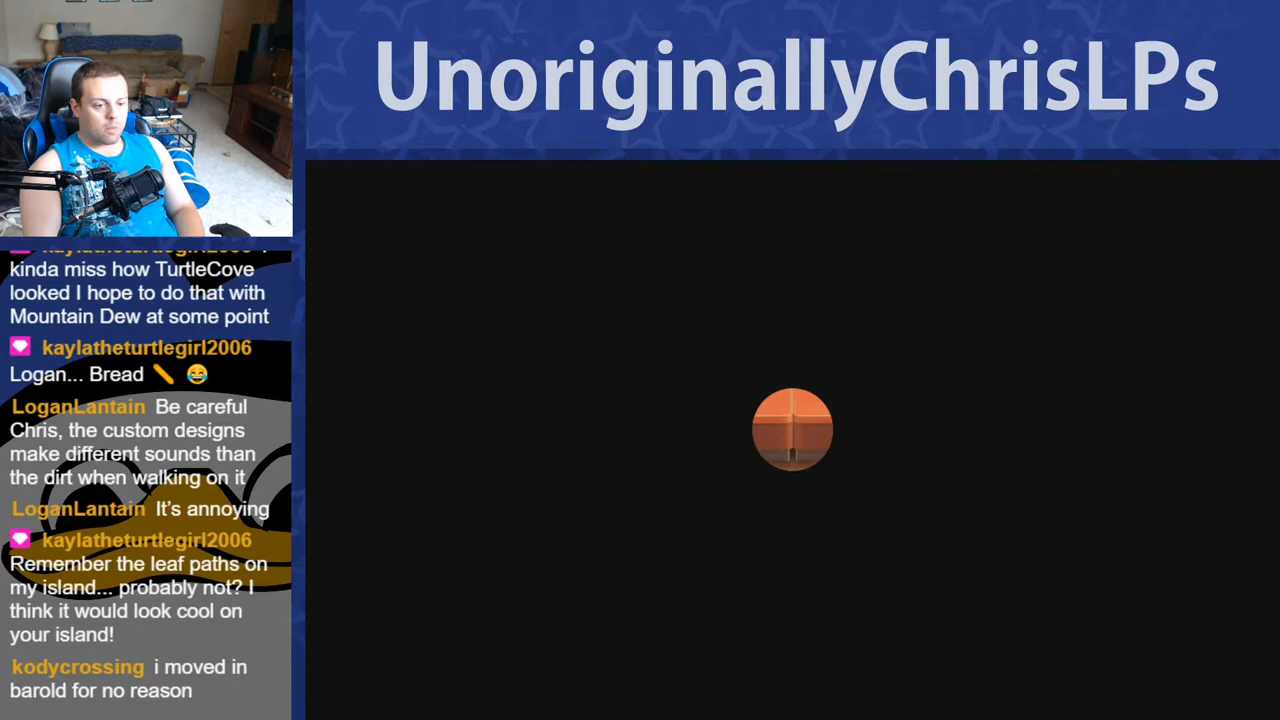 UnoriginallyChrisLPs
kinda miss how TurtleCove
looked I hope to do that with
Mountain Dew at some point
kaylatheturtlegirl2006
Logan... Bread 🥖 😂
LoganLantain Be careful
Chris, the custom designs
make different sounds than
the dirt when walking on it
LoganLantain It’s annoying
kaylatheturtlegirl2006
Remember the leaf paths on
my island... probably not? I
think it would look cool on
your island!
kodycrossing i moved in
barold for no reason